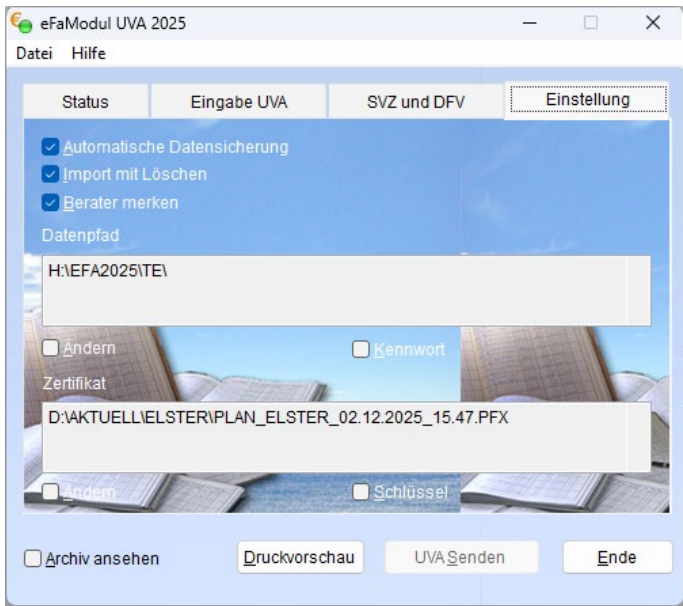 eFaModul UVA 2025
Datei Hilfe
Status Eingabe UVA SVZ und DFV Einstellung
Automatische Datensicherung
Import mit Löschen
Berater merken
Datenpfad
H:\EFA2025\TE\
Ändern Kennwort
Zertifikat
D:\AKTUELL\ELSTER\PLAN_ELSTER_02.12.2025_15.47.PFX
Ändern Schlüssel
Archiv ansehen Druckvorschau UVA Senden Ende